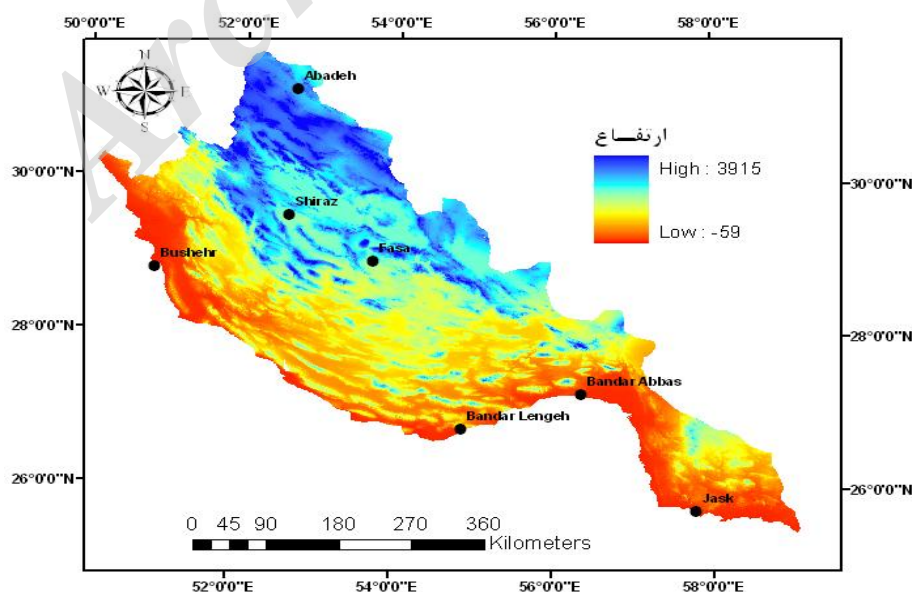 50°0'0"E 52°0'0"E 54°0'0"E 56°0'0"E 58°0'0"E
N
W E
S
Abadeh
ارتفاع
High : 3915
30°0'0"N 30°0'0"N
Shiraz
Low : -59
Bushehr
Fasa
28°0'0"N 28°0'0"N
Bandar Abbas
Bandar Lengeh
26°0'0"N 26°0'0"N
Jask
0 45 90 180 270 360
Kilometers
52°0'0"E 54°0'0"E 56°0'0"E 58°0'0"E